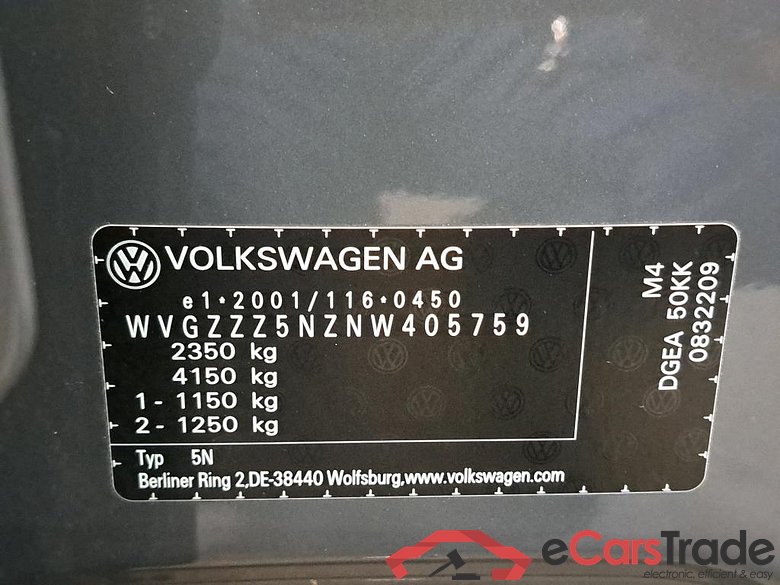 VOLKSWAGEN AG
e1*2001/116*0450
WVGZZZ5NZNW405759
2350 kg
4150 kg
1 - 1150 kg
2 - 1250 kg
Typ 5N
Berliner Ring 2,DE-38440 Wolfsburg,www.volkswagen.com
M4
DGEA 50KK
0832209
eCarsTrade
electronic, efficient & easy